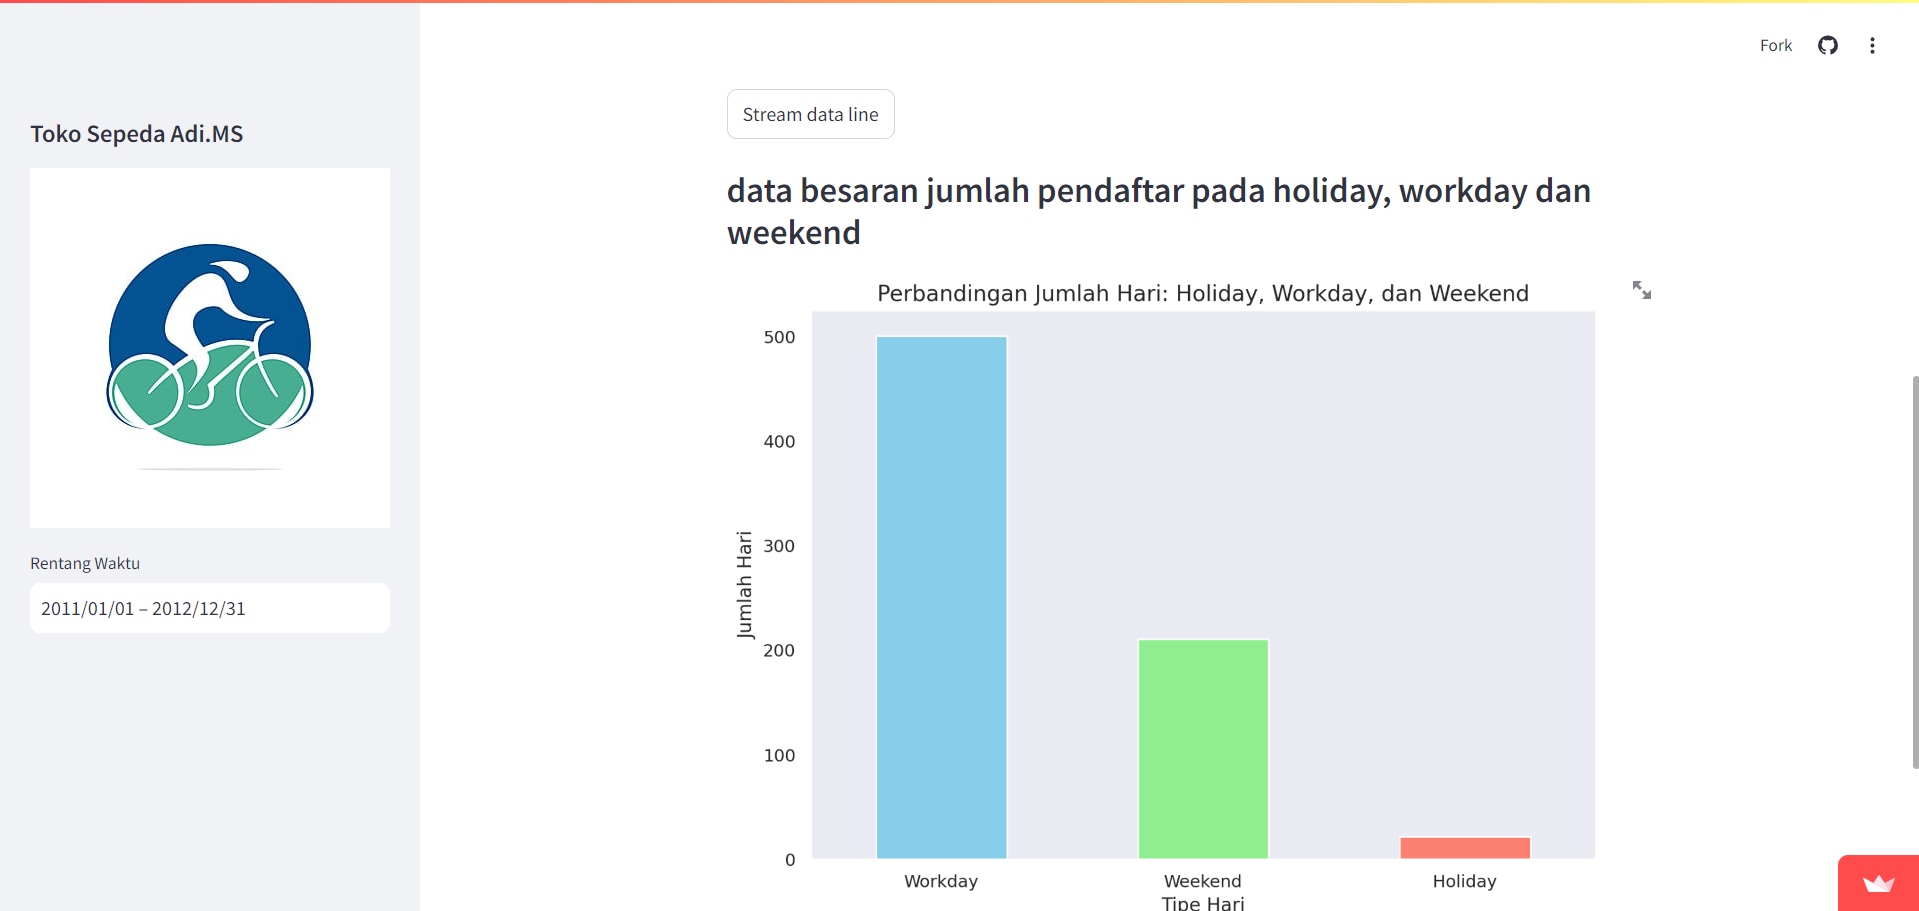 Fork
Toko Sepeda Adi.MS
Rentang Waktu
2011/01/01 – 2012/12/31
Stream data line
data besaran jumlah pendaftar pada holiday, workday dan
weekend
Perbandingan Jumlah Hari: Holiday, Workday, dan Weekend
500
400
300
200
100
0
Jumlah Hari
Workday
Weekend
Holiday
Tipe Hari